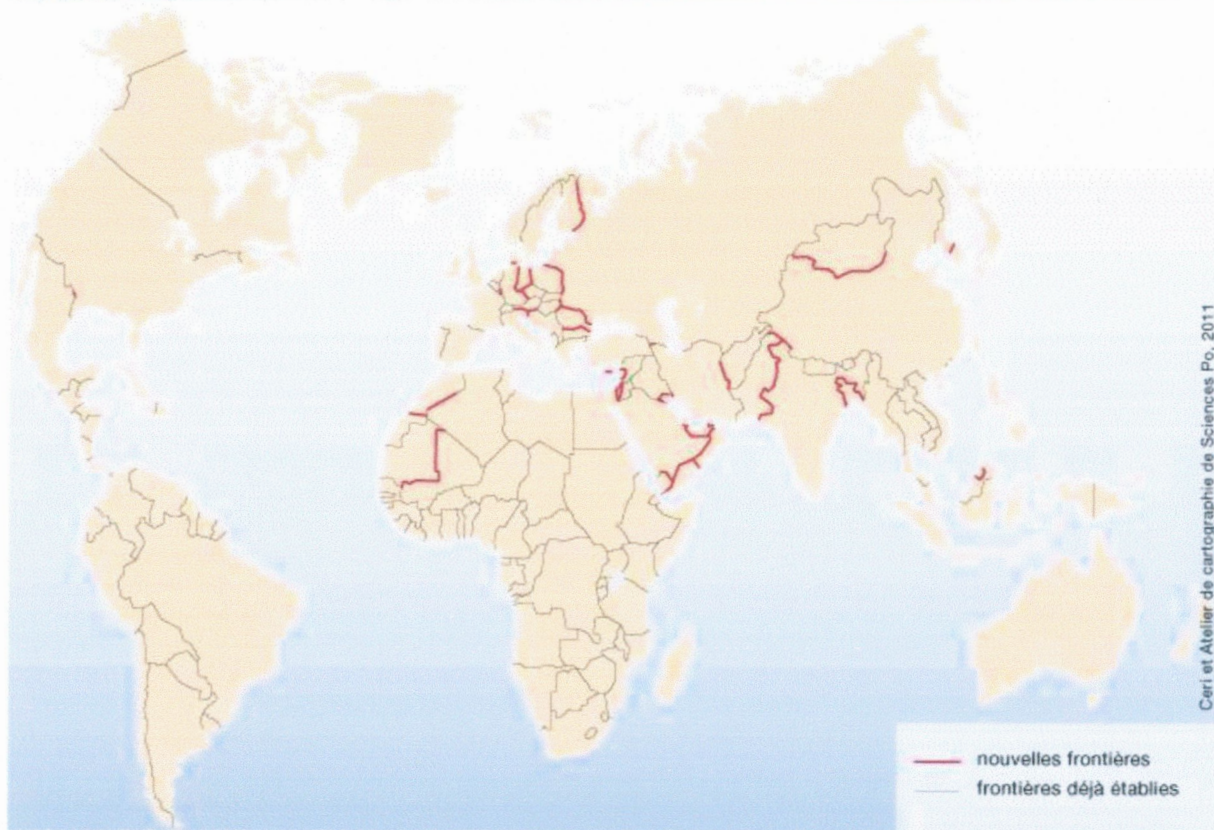 Ceri et Atelier de cartographie de Sciences Po, 2011
nouvelles frontières
frontières déjà établies